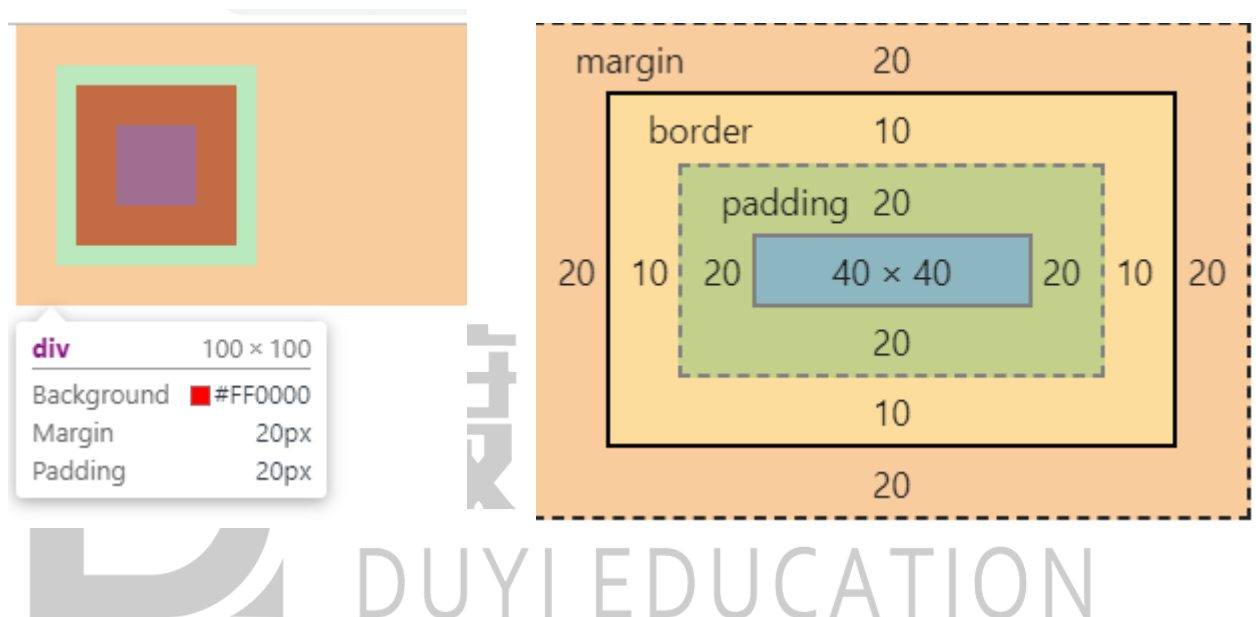 div 100 × 100
Background #FF0000
Margin 20px
Padding 20px
margin 20
border 10
padding 20
20 10 20 40 × 40 20 10 20
20
10
20
DUYI EDUCATION